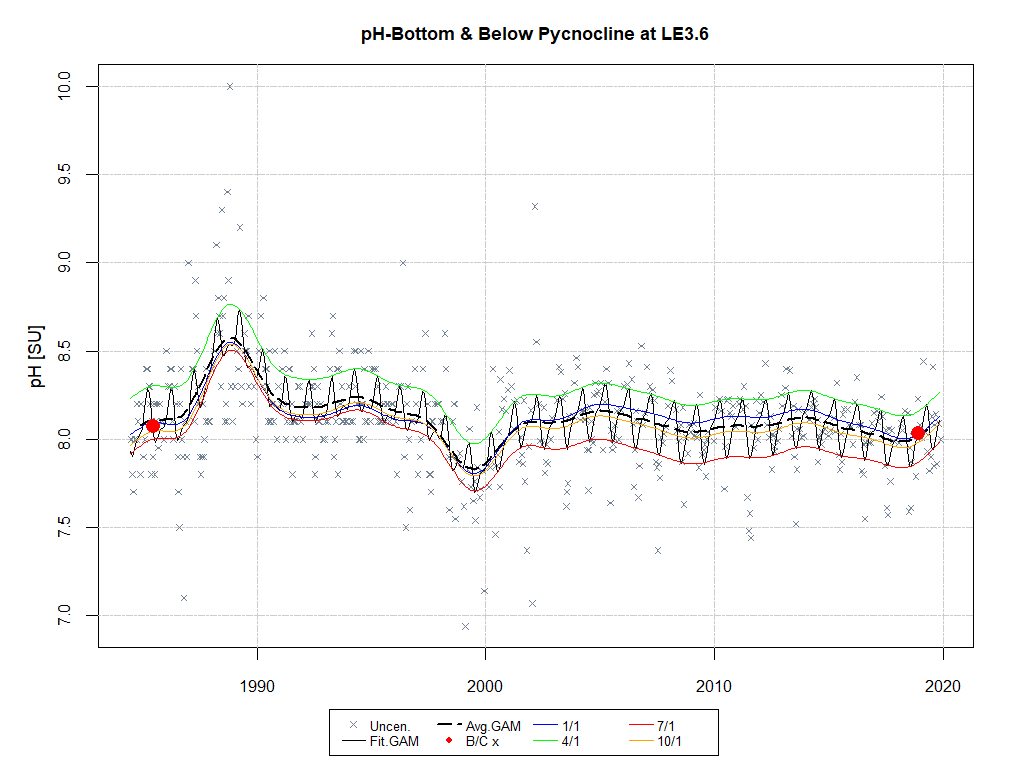 pH-Bottom & Below Pycnocline at LE3.6
pH [SU]
10.0
9.5
9.0
8.5
8.0
7.5
7.0
1990 2000 2010 2020
Uncen. Avg.GAM 1/1 7/1
Fit.GAM B/C x 4/1 10/1